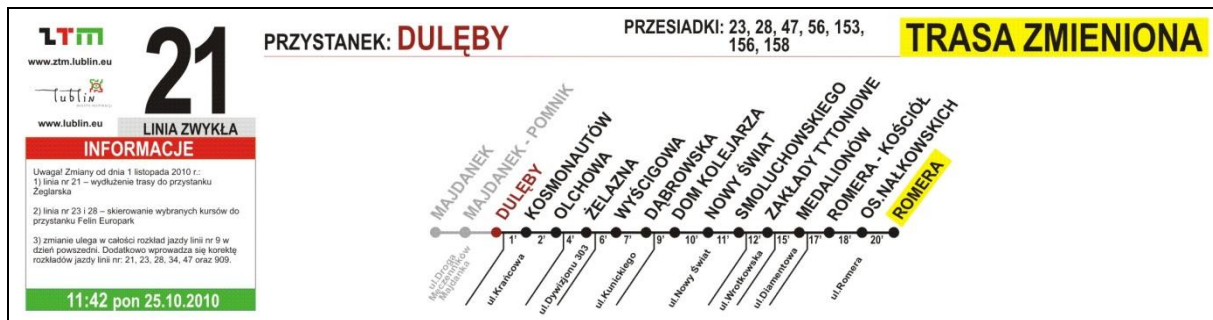 ZTM
www.ztm.lublin.eu
lublin
www.lublin.eu
21
LINIA ZWYKŁA
INFORMACJE
Uwaga! Zmiany od dnia 1 listopada 2010 r.:
1) linia nr 21 – wydłużenie trasy do przystanku
Żeglarska
2) linia nr 23 i 28 – skierowanie wybranych kursów do
przystanku Felin Europark
3) zmianie ulega w całości rozkład jazdy linii nr 9 w
dzień powszedni. Dodatkowo wprowadza się korektę
rozkładów jazdy linii nr: 21, 23, 28, 34, 47 oraz 909.
11:42 pon 25.10.2010
PRZYSTANEK: DULĘBY
PRZESIADKI: 23, 28, 47, 56, 153,
156, 158
TRASA ZMIENIONA
MAJDANEK
MAJDANEK - POMNIK
DULĘBY
KOSMONAUTÓW
OLCHOWA
ŻELAZNA
WYŚCIGOWA
DĄBROWSKA
DOM KOLEJARZA
NOWY ŚWIAT
SMOLUCHOWSKIEGO
ZAKŁADY TYTONIOWE
MEDALIONÓW
ROMERA - KOŚCIÓŁ
OS.NAŁKOWSKICH
ROMERA
1' 2' 4' 6' 7' 9' 10' 11' 12' 15' 17' 18' 20'
ul.Droga
Męczenników
Majdanka
ul.Krańcowa
ul.Dywizjonu 303
ul.Kunickiego
ul.Nowy Świat
ul.Wrotkowska
ul.Diamentowa
ul.Romera